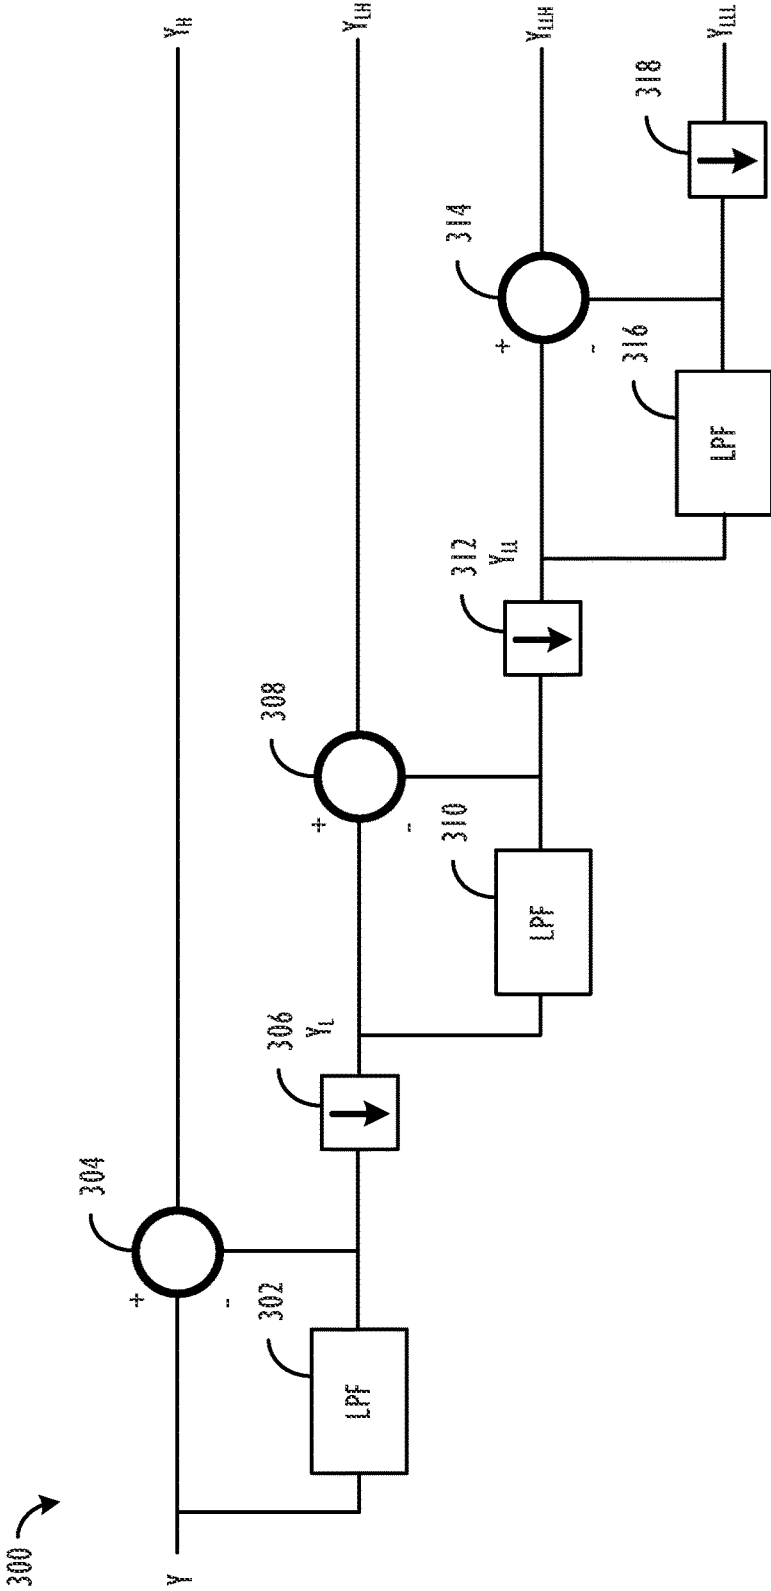 300
Y
304
+
-
302
LPF
Y_H
306
Y_L
308
+
-
310
LPF
Y_LH
312
Y_LL
314
+
-
316
LPF
Y_LLH
318
Y_LLL